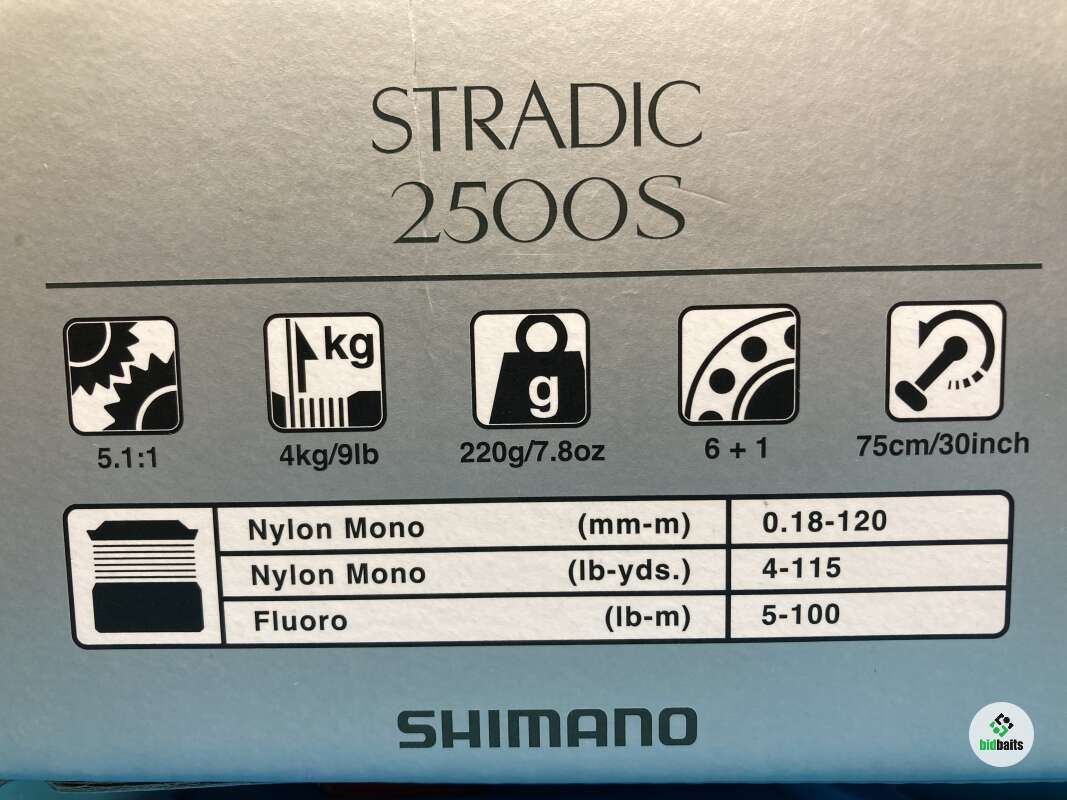 STRADIC
2500S
kg
g
5.1:1
4kg/9lb
220g/7.8oz
6 + 1
75cm/30inch
Nylon Mono (mm-m) 0.18-120
Nylon Mono (lb-yds.) 4-115
Fluoro (lb-m) 5-100
SHIMANO
bidbaits